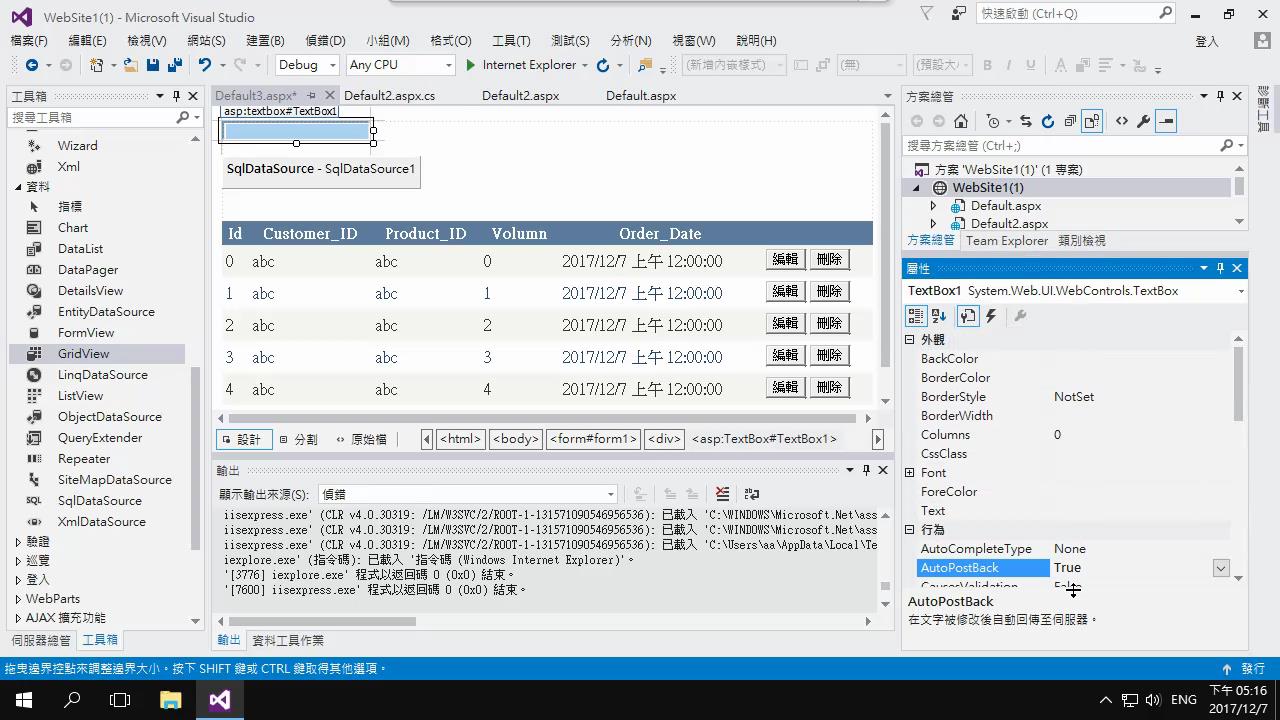 WebSite1(1) - Microsoft Visual Studio
快速啟動 (Ctrl+Q)
檔案(F) 編輯(E) 檢視(V) 網站(S) 建置(B) 偵錯(D) 小組(M) 格式(O) 工具(T) 測試(S) 分析(N) 視窗(W) 說明(H)
登入
Debug Any CPU Internet Explorer (新增內嵌樣式) (無) (預設大 B I U A
工具箱
搜尋工具箱
Wizard
Xml
資料
指標
Chart
DataList
DataPager
DetailsView
EntityDataSource
FormView
GridView
LinqDataSource
ListView
ObjectDataSource
QueryExtender
Repeater
SiteMapDataSource
SQL SqlDataSource
XmlDataSource
驗證
巡覽
登入
WebParts
AJAX 擴充功能
伺服器總管 工具箱
Default3.aspx* Default2.aspx.cs Default2.aspx Default.aspx
asp:textbox#TextBox1
SqlDataSource - SqlDataSource1
Id Customer_ID Product_ID Volumn Order_Date
0 abc abc 0 2017/12/7 上午 12:00:00 編輯 刪除
1 abc abc 1 2017/12/7 上午 12:00:00 編輯 刪除
2 abc abc 2 2017/12/7 上午 12:00:00 編輯 刪除
3 abc abc 3 2017/12/7 上午 12:00:00 編輯 刪除
4 abc abc 4 2017/12/7 上午 12:00:00 編輯 刪除
設計 分割 原始檔 <html> <body> <form#form1> <div> <asp:TextBox#TextBox1>
輸出
顯示輸出來源(S): 偵錯
iisexpress.exe' (CLR v4.0.30319: /LM/W3SVC/2/ROOT-1-131571090546956536): 已載入 'C:\WINDOWS\Microsoft.Net\ass
iisexpress.exe' (CLR v4.0.30319: /LM/W3SVC/2/ROOT-1-131571090546956536): 已載入 'C:\WINDOWS\Microsoft.Net\ass
iisexpress.exe' (CLR v4.0.30319: /LM/W3SVC/2/ROOT-1-131571090546956536): 已載入 'C:\Users\aa\AppData\Local\Te
iexplore.exe' (指令碼): 已載入 '指令碼 (Windows Internet Explorer)'。
'[3776] iexplore.exe' 程式以返回碼 0 (0x0) 結束。
'[7600] iisexpress.exe' 程式以返回碼 0 (0x0) 結束。
輸出 資料工具作業
方案總管
搜尋方案總管 (Ctrl+;)
方案 'WebSite1(1)' (1 專案)
WebSite1(1)
Default.aspx
Default2.aspx
方案總管 Team Explorer 類別檢視
屬性
TextBox1 System.Web.UI.WebControls.TextBox
外觀
BackColor
BorderColor
BorderStyle NotSet
BorderWidth
Columns 0
CssClass
Font
ForeColor
Text
行為
AutoCompleteType None
AutoPostBack True
CausesValidation False
AutoPostBack
在文字被修改後自動回傳至伺服器。
拖曳邊界控點來調整邊界大小。按下 SHIFT 鍵或 CTRL 鍵取得其他選項。
發行
ENG
下午 05:16
2017/12/7